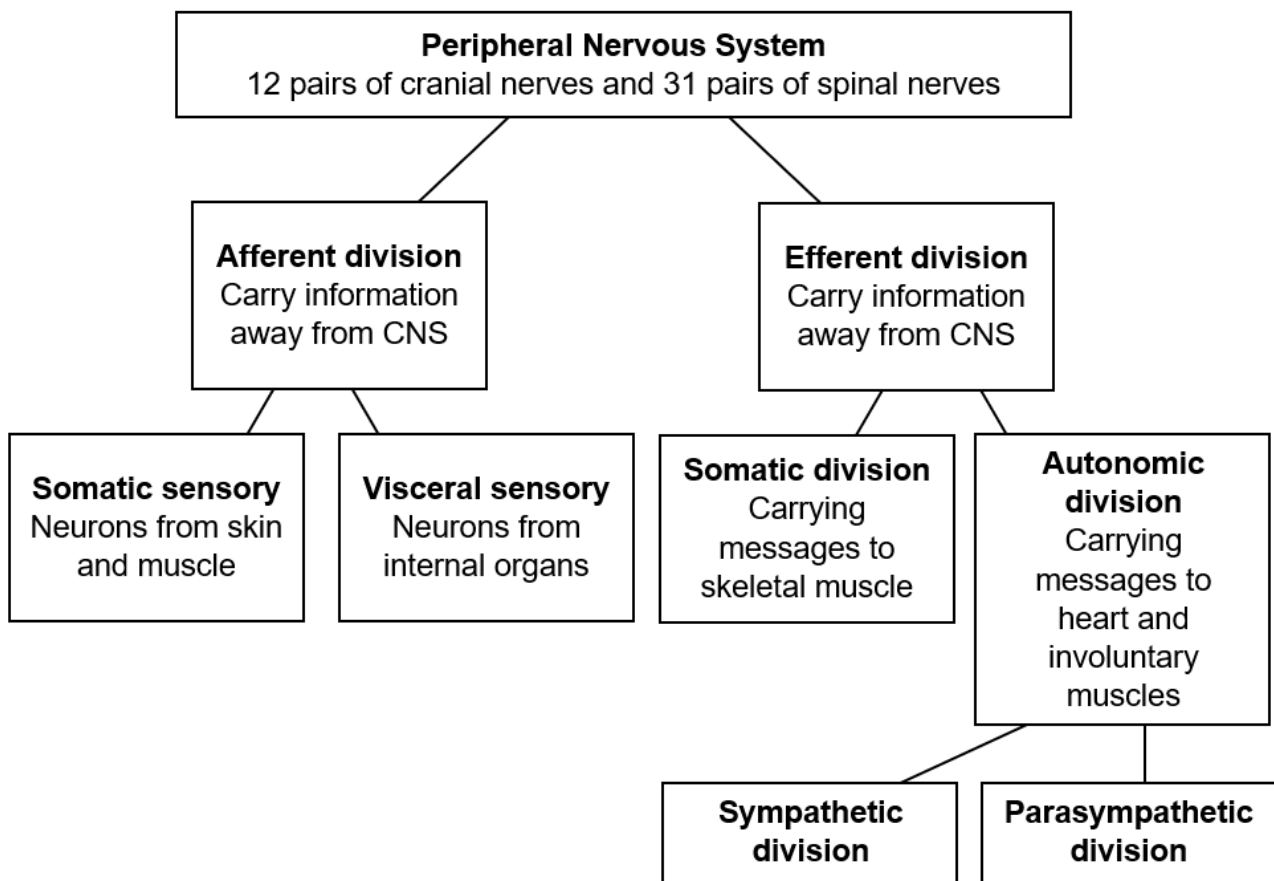 Peripheral Nervous System
12 pairs of cranial nerves and 31 pairs of spinal nerves
Afferent division
Carry information
away from CNS
Efferent division
Carry information
away from CNS
Somatic sensory
Neurons from skin
and muscle
Visceral sensory
Neurons from
internal organs
Somatic division
Carrying
messages to
skeletal muscle
Autonomic
division
Carrying
messages to
heart and
involuntary
muscles
Sympathetic
division
Parasympathetic
division